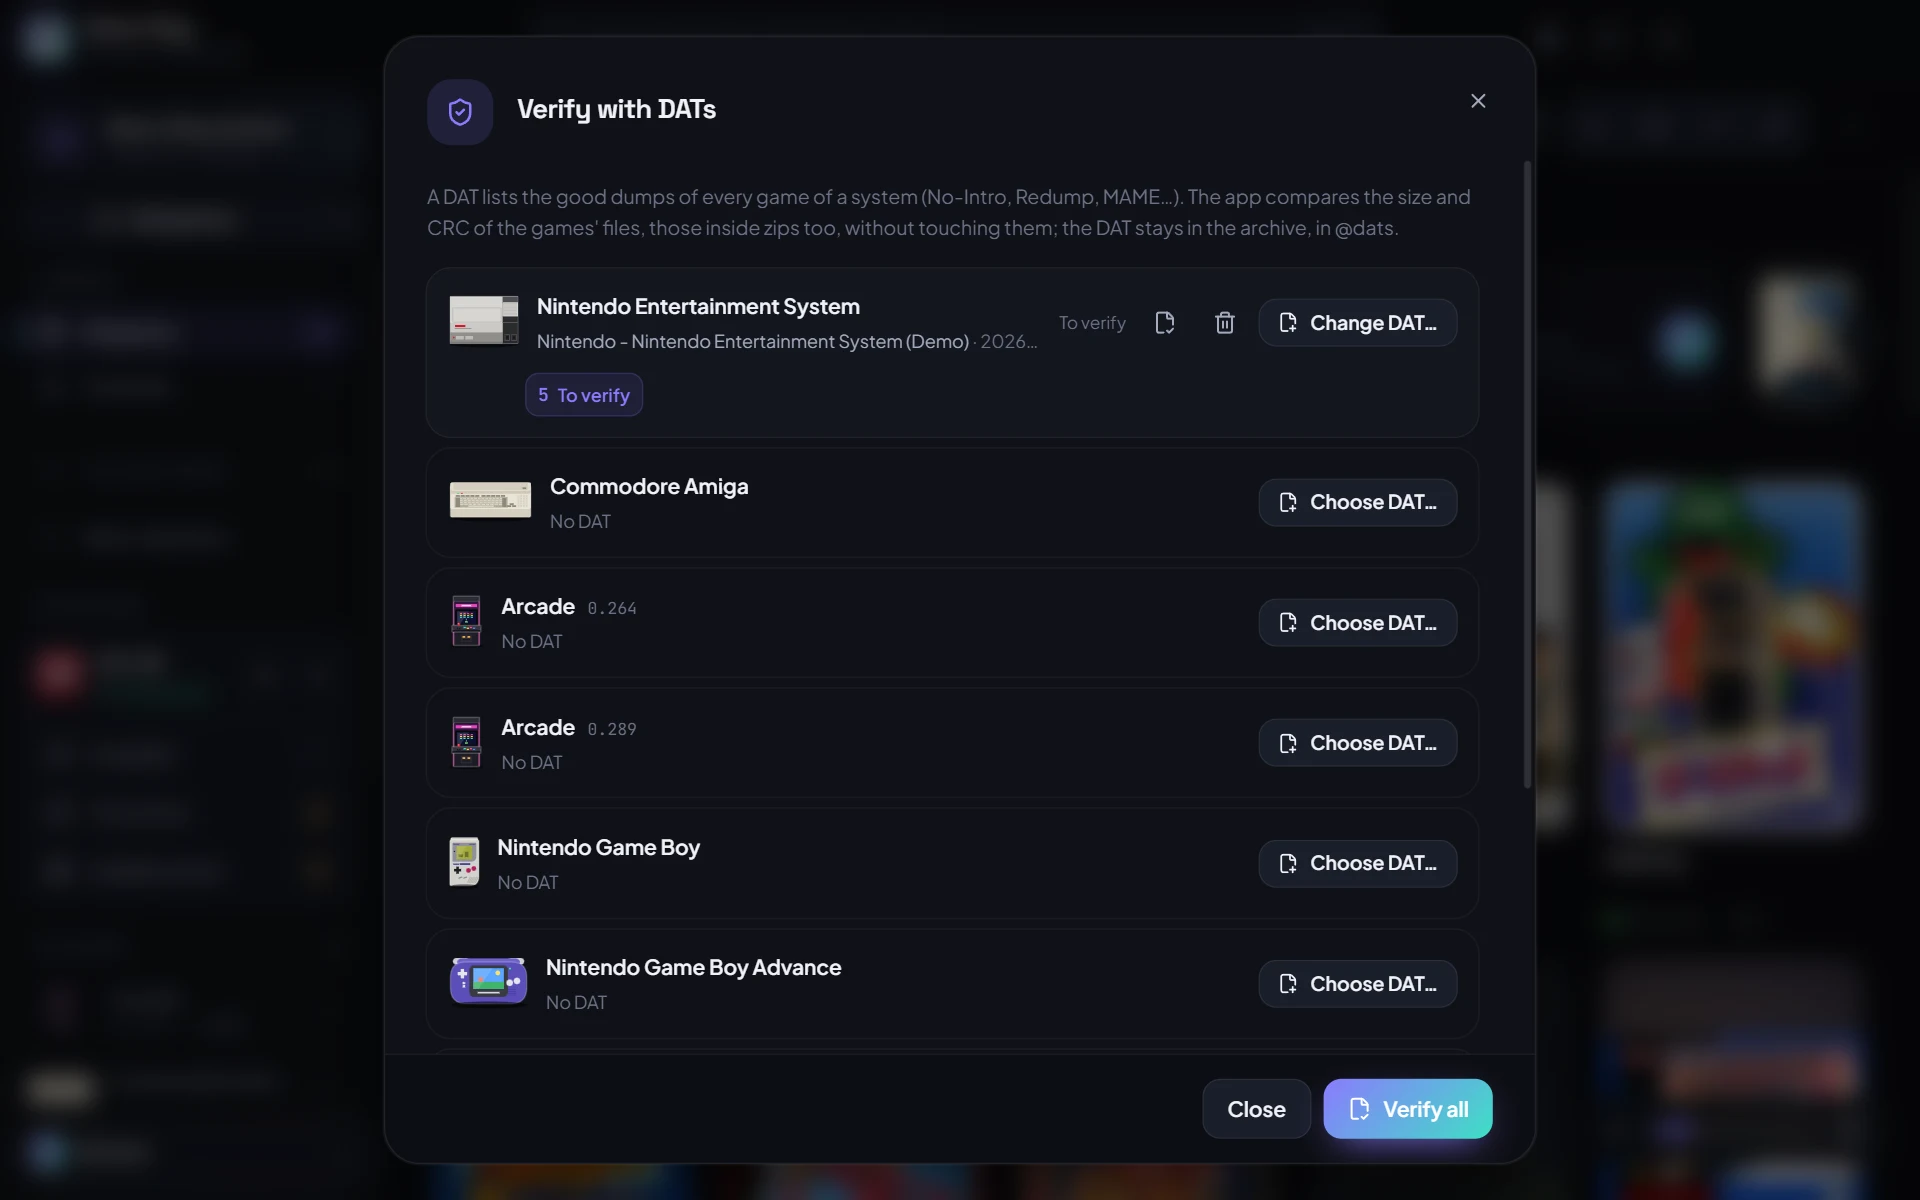 Verify with DATs
A DAT lists the good dumps of every game of a system (No-Intro, Redump, MAME…). The app compares the size and
CRC of the games' files, those inside zips too, without touching them; the DAT stays in the archive, in @dats.
Nintendo Entertainment System
Nintendo - Nintendo Entertainment System (Demo) · 2026…
To verify
Change DAT…
5 To verify
Commodore Amiga
No DAT
Choose DAT…
Arcade 0.264
No DAT
Choose DAT…
Arcade 0.289
No DAT
Choose DAT…
Nintendo Game Boy
No DAT
Choose DAT…
Nintendo Game Boy Advance
No DAT
Choose DAT…
Close
Verify all